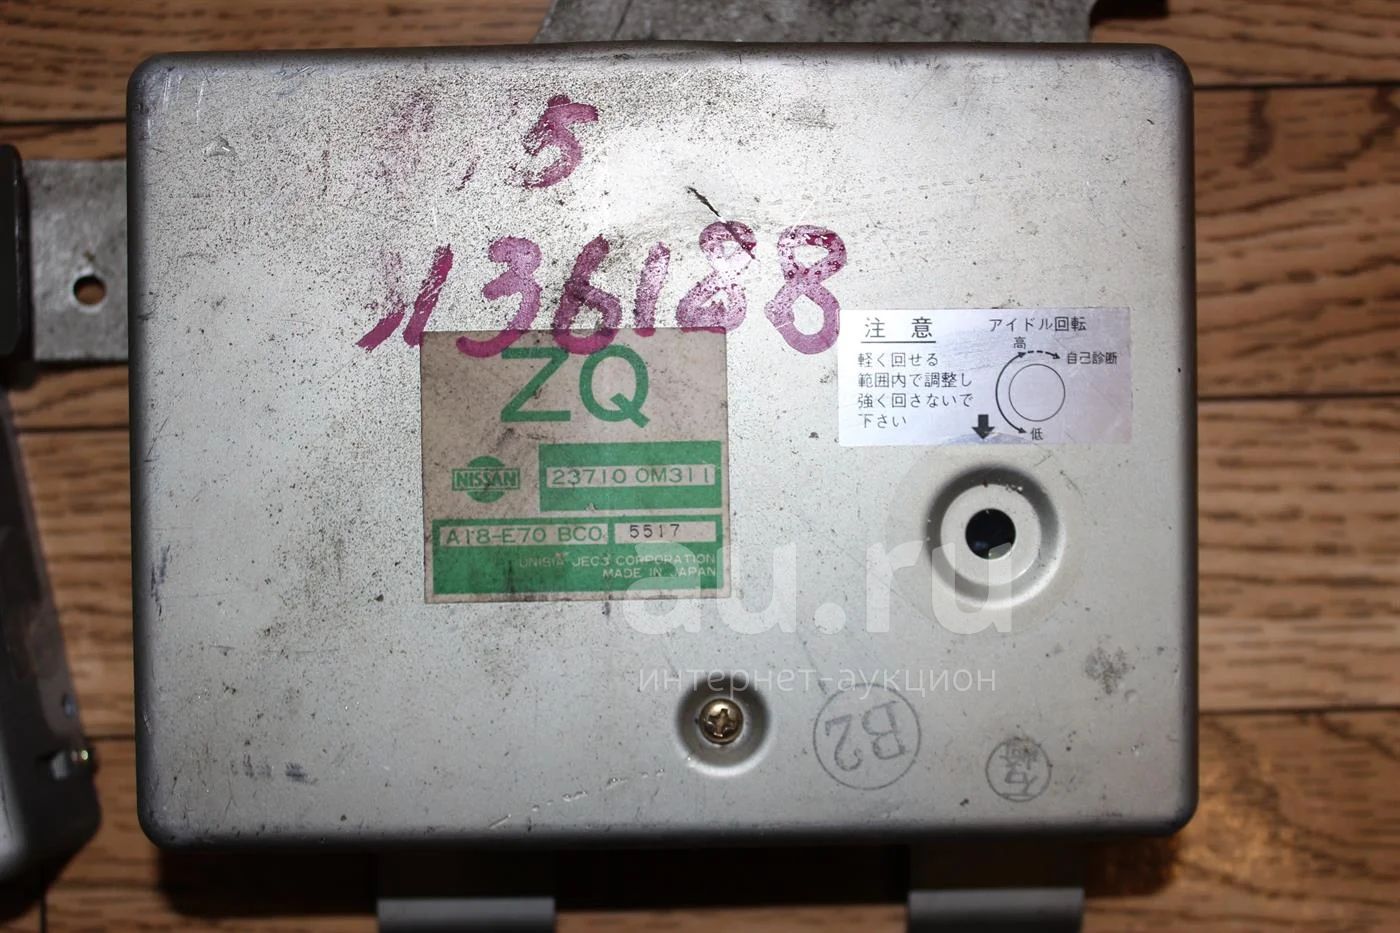 5
И36188
ZQ
NISSAN
23710 0M311
A18-E70 BC0
5517
UNISIA JECS CORPORATION
MADE IN JAPAN
注 意
軽く回せる
範囲内で調整し
強く回さないで
下さい
アイドル回転
高
自己診断
低
au.ru
интернет-аукцион
B2